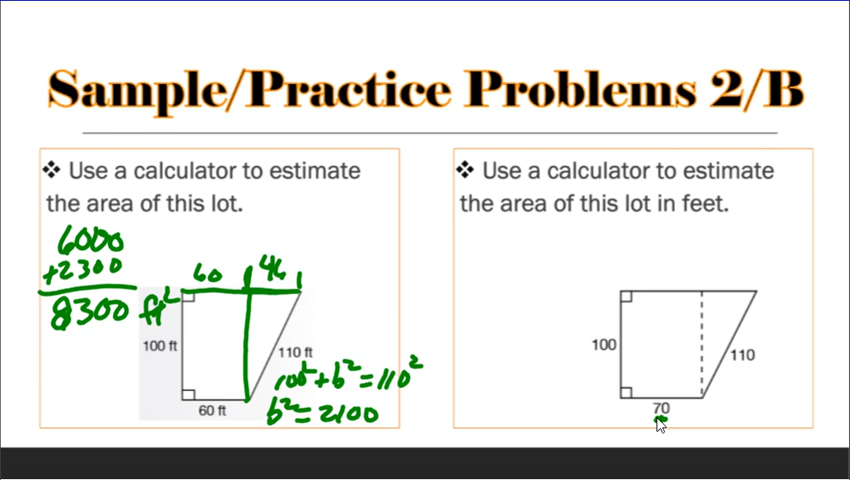 Sample/Practice Problems 2/B
❖ Use a calculator to estimate
the area of this lot.
6000
+2300
8300 ft²
60
46
100 ft
110 ft
100² + b² = 110²
b² = 2100
60 ft
❖ Use a calculator to estimate
the area of this lot in feet.
100
110
70